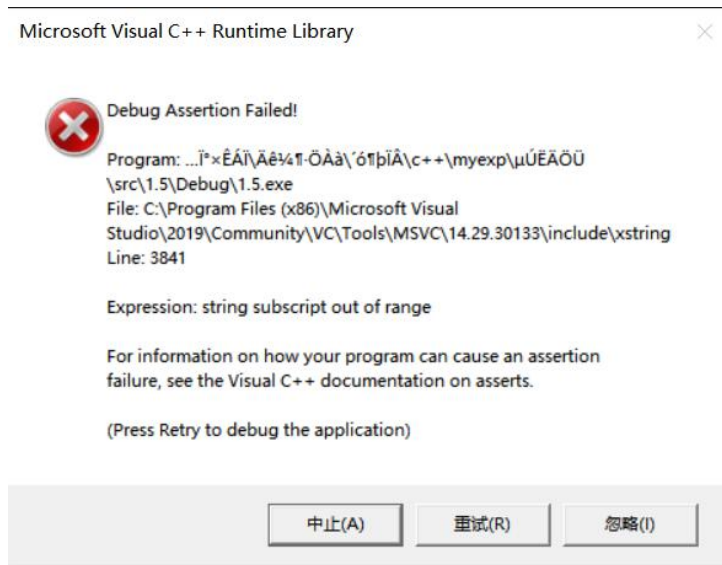 Microsoft Visual C++ Runtime Library
Debug Assertion Failed!
Program: ...Ï°×ÊÁÏ\Äê¼¶·ÖÀà\´ó¶þÏÂ\c++\myexp\µÚËÄÖÜ
\src\1.5\Debug\1.5.exe
File: C:\Program Files (x86)\Microsoft Visual
Studio\2019\Community\VC\Tools\MSVC\14.29.30133\include\xstring
Line: 3841
Expression: string subscript out of range
For information on how your program can cause an assertion
failure, see the Visual C++ documentation on asserts.
(Press Retry to debug the application)
中止(A)
重试(R)
忽略(I)